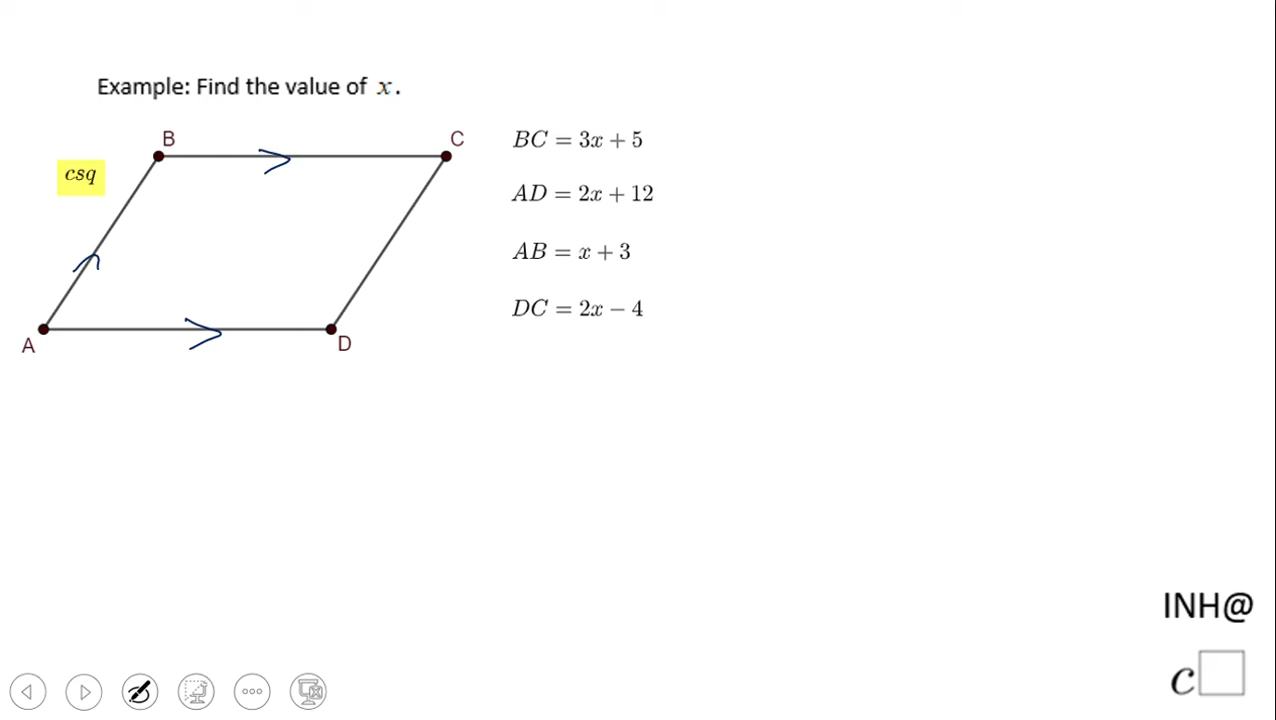 Example: Find the value of x.
B
C
csq
A
D
BC = 3x + 5
AD = 2x + 12
AB = x + 3
DC = 2x − 4
INH@
c